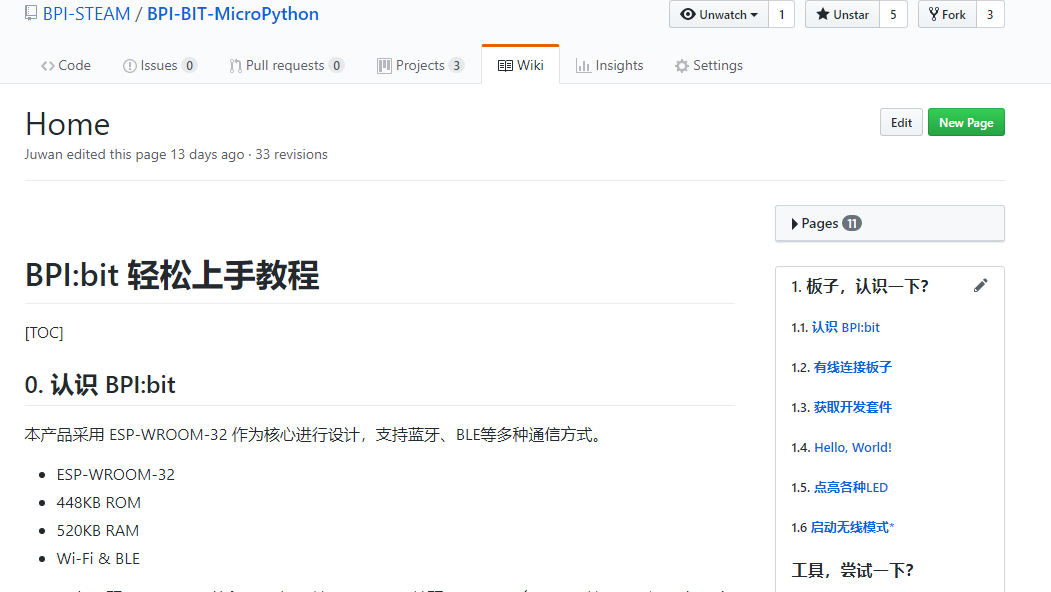 BPI-STEAM / BPI-BIT-MicroPython
Unwatch 1 Unstar 5 Fork 3
Code Issues 0 Pull requests 0 Projects 3 Wiki Insights Settings
Home
Edit New Page
Juwan edited this page 13 days ago · 33 revisions
Pages 11
BPI:bit 轻松上手教程
[TOC]
0. 认识 BPI:bit
本产品采用 ESP-WROOM-32 作为核心进行设计，支持蓝牙、BLE等多种通信方式。
ESP-WROOM-32
448KB ROM
520KB RAM
Wi-Fi & BLE
1. 板子，认识一下？
1.1. 认识 BPI:bit
1.2. 有线连接板子
1.3. 获取开发套件
1.4. Hello, World!
1.5. 点亮各种LED
1.6 启动无线模式*
工具，尝试一下？